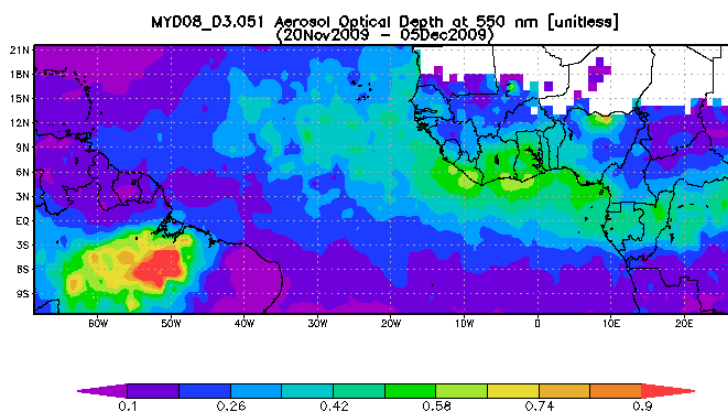 MYD08_D3.051 Aerosol Optical Depth at 550 nm [unitless]
(20Nov2009 - 05Dec2009)
21N
18N
15N
12N
9N
6N
3N
EQ
3S
6S
9S
60W 50W 40W 30W 20W 10W 0 10E 20E
0.1 0.26 0.42 0.58 0.74 0.9